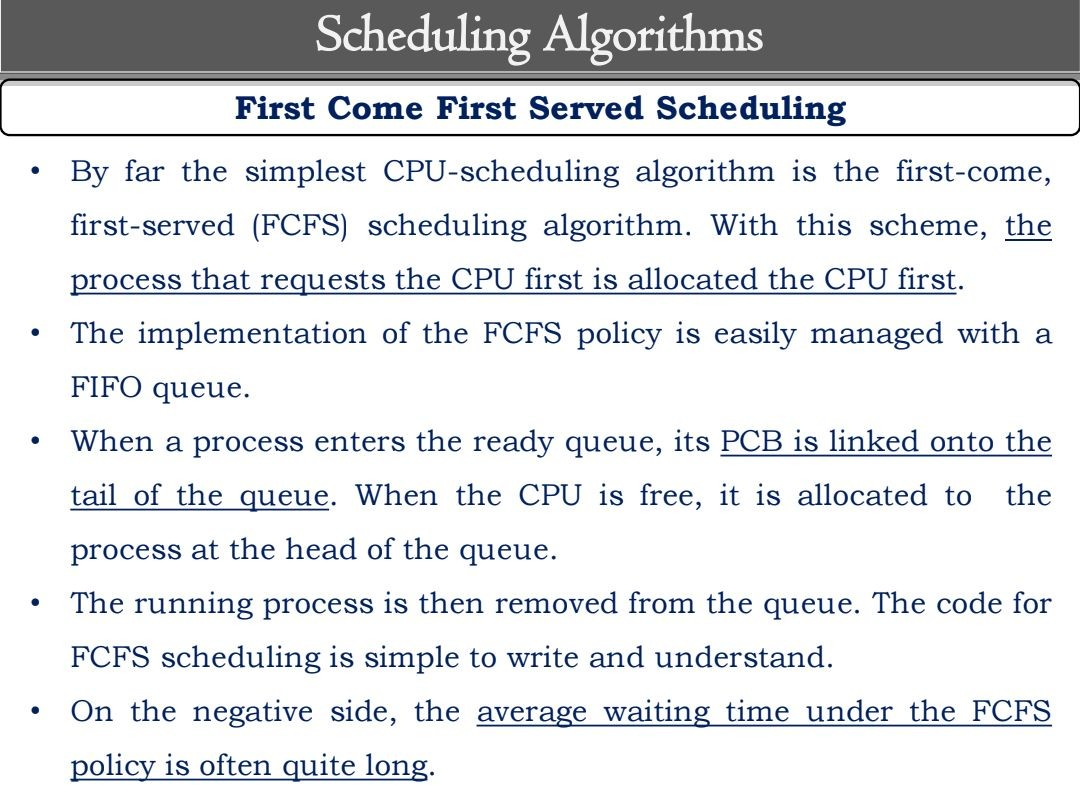 Scheduling Algorithms
First Come First Served Scheduling
• By far the simplest CPU-scheduling algorithm is the first-come,
first-served (FCFS) scheduling algorithm. With this scheme, the
process that requests the CPU first is allocated the CPU first.
• The implementation of the FCFS policy is easily managed with a
FIFO queue.
• When a process enters the ready queue, its PCB is linked onto the
tail of the queue. When the CPU is free, it is allocated to the
process at the head of the queue.
• The running process is then removed from the queue. The code for
FCFS scheduling is simple to write and understand.
• On the negative side, the average waiting time under the FCFS
policy is often quite long.